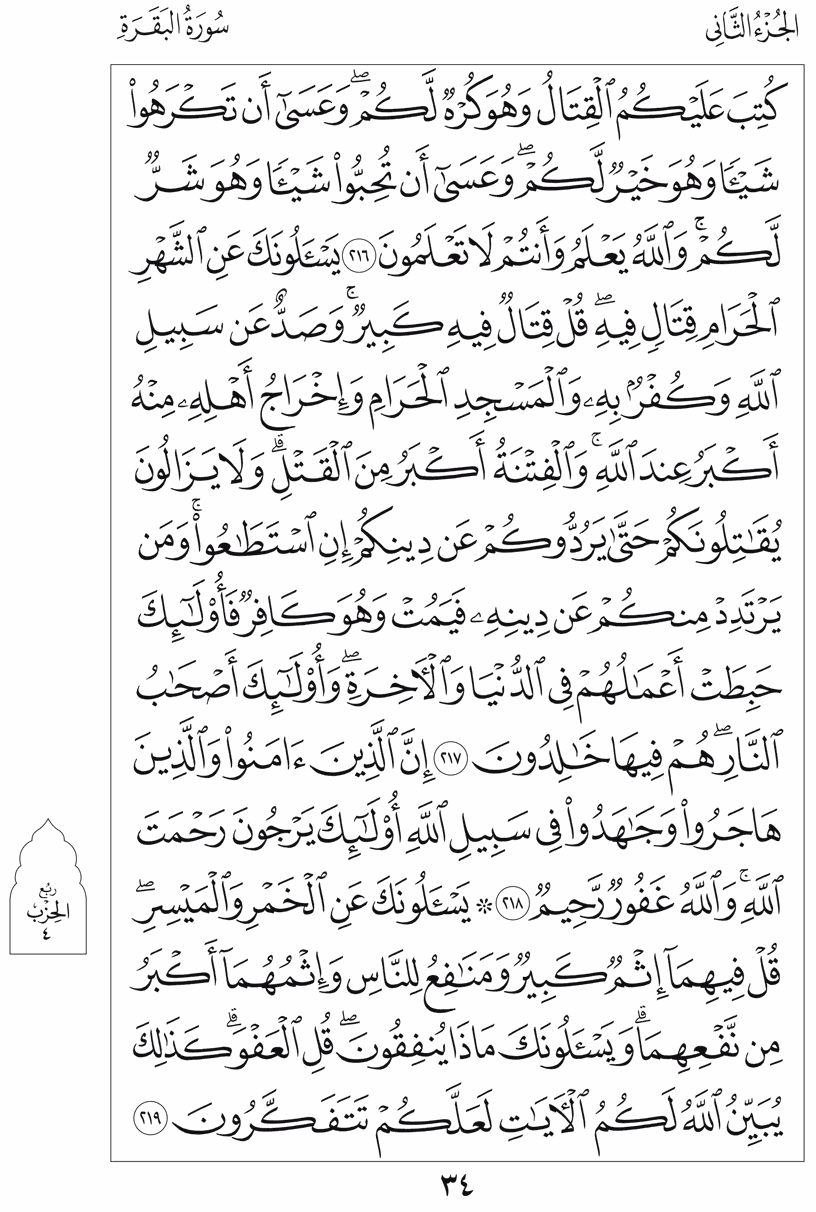 الجُزْءُ الثَّانِي
سُورَةُ البَقَرَةِ
كُتِبَ عَلَيۡكُمُ ٱلۡقِتَالُ وَهُوَ كُرۡهٞ لَّكُمۡۖ وَعَسَىٰٓ أَن تَكۡرَهُواْ
شَيۡـٔٗا وَهُوَ خَيۡرٞ لَّكُمۡۖ وَعَسَىٰٓ أَن تُحِبُّواْ شَيۡـٔٗا وَهُوَ شَرّٞ
لَّكُمۡۚ وَٱللَّهُ يَعۡلَمُ وَأَنتُمۡ لَا تَعۡلَمُونَ ٢١٦ يَسۡـَٔلُونَكَ عَنِ ٱلشَّهۡرِ
ٱلۡحَرَامِ قِتَالٖ فِيهِۖ قُلۡ قِتَالٞ فِيهِ كَبِيرٞۚ وَصَدٌّ عَن سَبِيلِ
ٱللَّهِ وَكُفۡرُۢ بِهِۦ وَٱلۡمَسۡجِدِ ٱلۡحَرَامِ وَإِخۡرَاجُ أَهۡلِهِۦ مِنۡهُ
أَكۡبَرُ عِندَ ٱللَّهِۚ وَٱلۡفِتۡنَةُ أَكۡبَرُ مِنَ ٱلۡقَتۡلِۗ وَلَا يَزَالُونَ
يُقَٰتِلُونَكُمۡ حَتَّىٰ يَرُدُّوكُمۡ عَن دِينِكُمۡ إِنِ ٱسۡتَطَٰعُواْۚ وَمَن
يَرۡتَدِدۡ مِنكُمۡ عَن دِينِهِۦ فَيَمُتۡ وَهُوَ كَافِرٞ فَأُوْلَٰٓئِكَ
حَبِطَتۡ أَعۡمَٰلُهُمۡ فِي ٱلدُّنۡيَا وَٱلۡأٓخِرَةِۖ وَأُوْلَٰٓئِكَ أَصۡحَٰبُ
ٱلنَّارِۖ هُمۡ فِيهَا خَٰلِدُونَ ٢١٧ إِنَّ ٱلَّذِينَ ءَامَنُواْ وَٱلَّذِينَ
هَاجَرُواْ وَجَٰهَدُواْ فِي سَبِيلِ ٱللَّهِ أُوْلَٰٓئِكَ يَرۡجُونَ رَحۡمَتَ
ٱللَّهِۚ وَٱللَّهُ غَفُورٞ رَّحِيمٞ ٢١٨ ۞ يَسۡـَٔلُونَكَ عَنِ ٱلۡخَمۡرِ وَٱلۡمَيۡسِرِۖ
قُلۡ فِيهِمَآ إِثۡمٞ كَبِيرٞ وَمَنَٰفِعُ لِلنَّاسِ وَإِثۡمُهُمَآ أَكۡبَرُ
مِن نَّفۡعِهِمَاۗ وَيَسۡـَٔلُونَكَ مَاذَا يُنفِقُونَۖ قُلِ ٱلۡعَفۡوَۗ كَذَٰلِكَ
يُبَيِّنُ ٱللَّهُ لَكُمُ ٱلۡأٓيَٰتِ لَعَلَّكُمۡ تَتَفَكَّرُونَ ٢١٩
ربع
الحِزْب
٤
٣٤